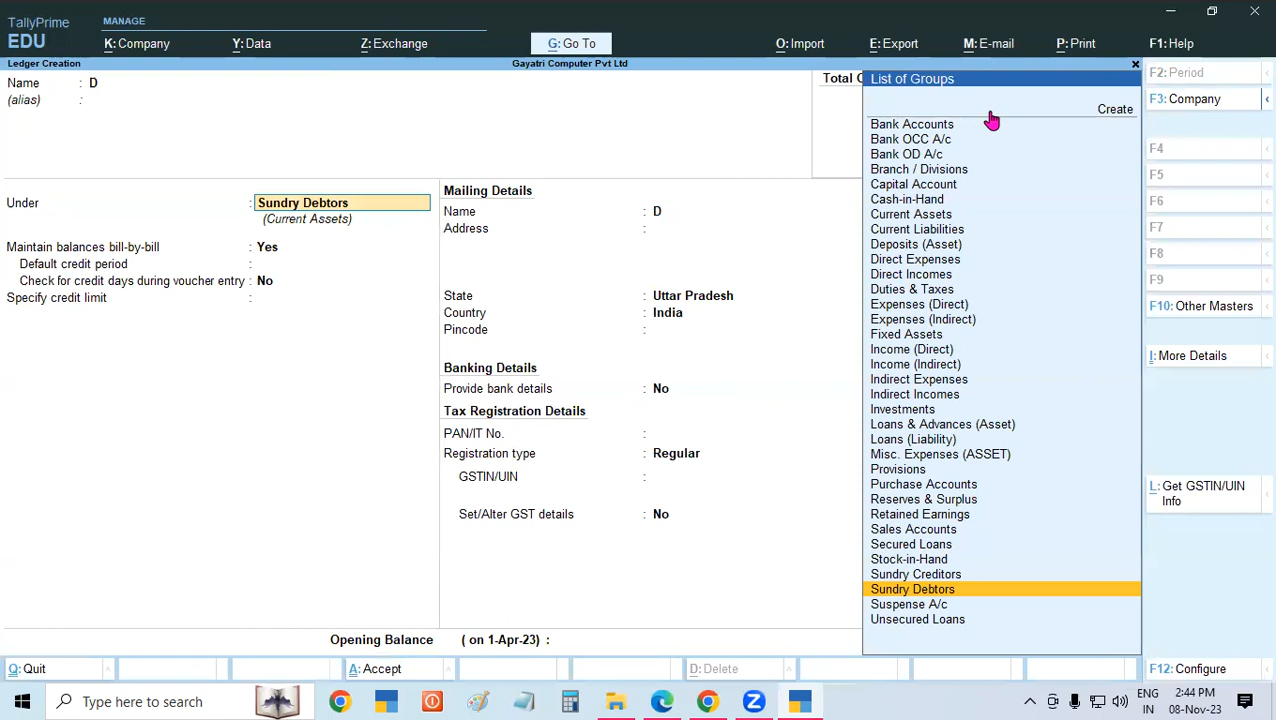 TallyPrime
EDU
MANAGE
K: Company
Y: Data
Z: Exchange
G: Go To
O: Import
E: Export
M: E-mail
P: Print
F1: Help
Ledger Creation
Gayatri Computer Pvt Ltd
Name : D
(alias) :
Under : Sundry Debtors
(Current Assets)
Maintain balances bill-by-bill : Yes
Default credit period :
Check for credit days during voucher entry : No
Specify credit limit :
Mailing Details
Name : D
Address :
State : Uttar Pradesh
Country : India
Pincode :
Banking Details
Provide bank details : No
Tax Registration Details
PAN/IT No. :
Registration type : Regular
GSTIN/UIN :
Set/Alter GST details : No
Opening Balance ( on 1-Apr-23) :
List of Groups
Create
Bank Accounts
Bank OCC A/c
Bank OD A/c
Branch / Divisions
Capital Account
Cash-in-Hand
Current Assets
Current Liabilities
Deposits (Asset)
Direct Expenses
Direct Incomes
Duties & Taxes
Expenses (Direct)
Expenses (Indirect)
Fixed Assets
Income (Direct)
Income (Indirect)
Indirect Expenses
Indirect Incomes
Investments
Loans & Advances (Asset)
Loans (Liability)
Misc. Expenses (ASSET)
Provisions
Purchase Accounts
Reserves & Surplus
Retained Earnings
Sales Accounts
Secured Loans
Stock-in-Hand
Sundry Creditors
Sundry Debtors
Suspense A/c
Unsecured Loans
F2: Period
F3: Company
F4
F5
F6
F7
F8
F9
F10: Other Masters
I: More Details
L: Get GSTIN/UIN
Info
Q: Quit
A: Accept
D: Delete
F12: Configure
Type here to search
ENG
IN
2:44 PM
08-Nov-23